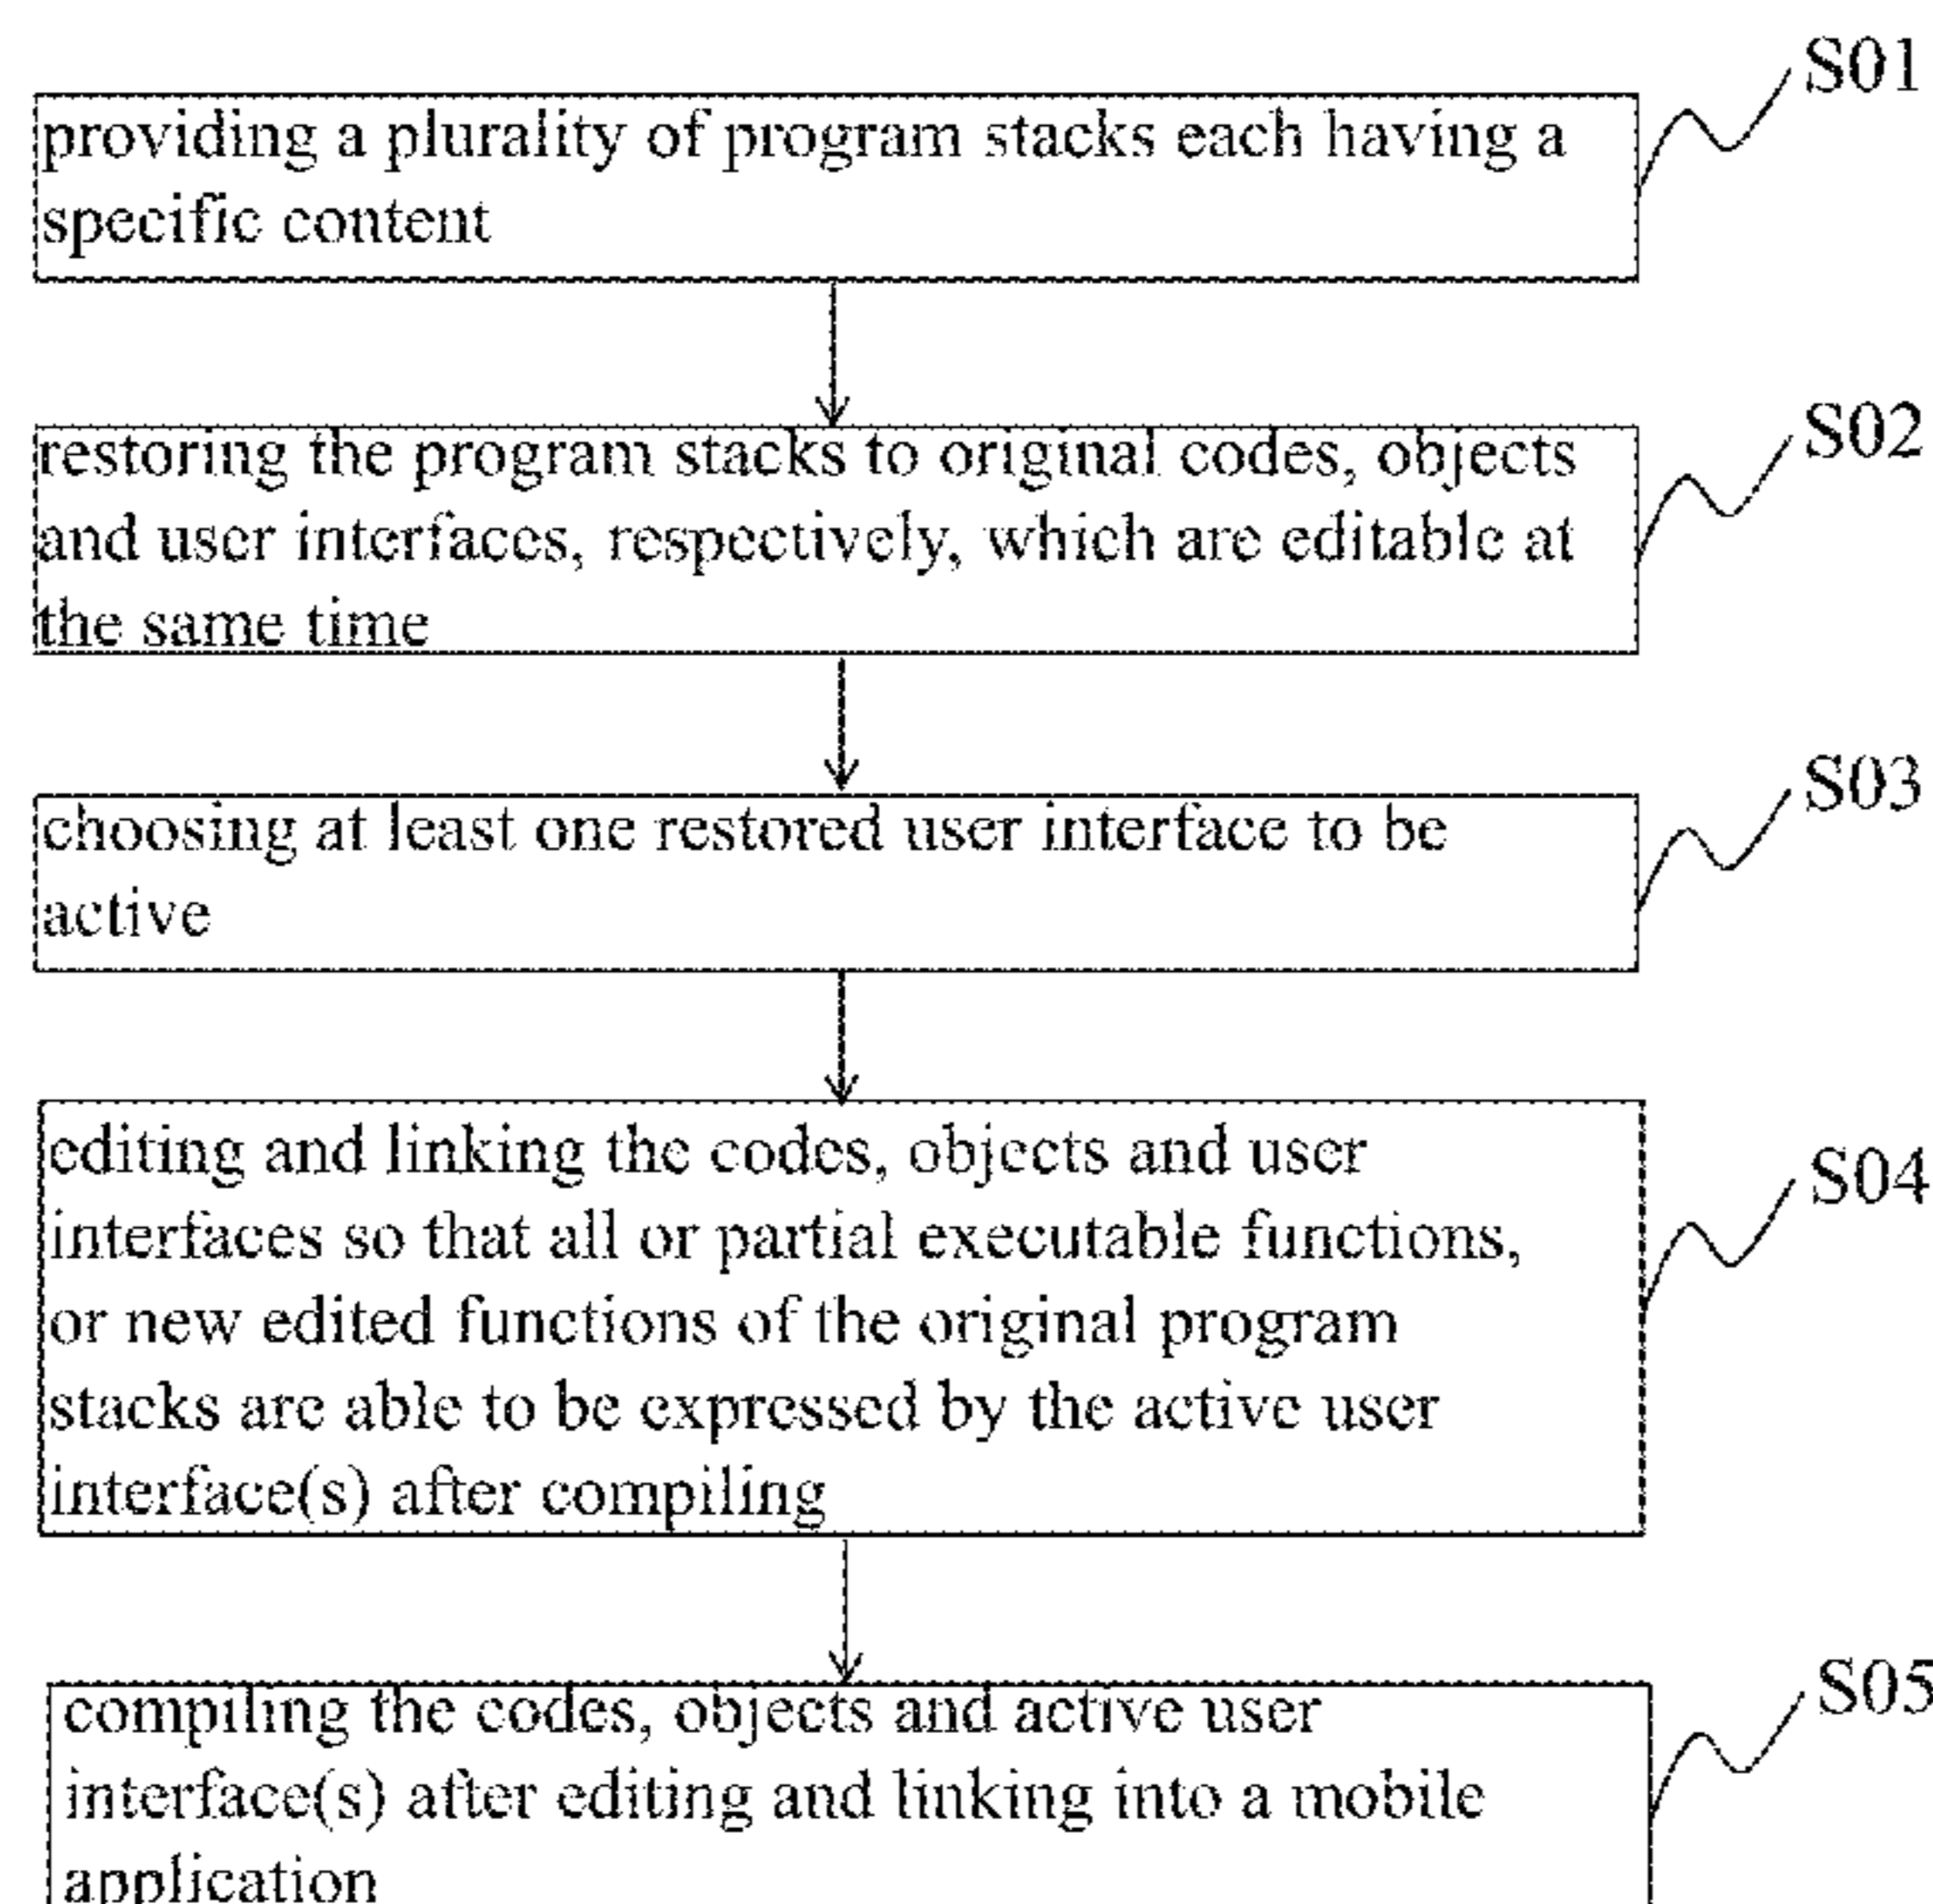 S01
providing a plurality of program stacks each having a
specific content
S02
restoring the program stacks to original codes, objects
and user interfaces, respectively, which are editable at
the same time
S03
choosing at least one restored user interface to be
active
S04
editing and linking the codes, objects and user
interfaces so that all or partial executable functions,
or new edited functions of the original program
stacks are able to be expressed by the active user
interface(s) after compiling
S05
compiling the codes, objects and active user
interface(s) after editing and linking into a mobile
application